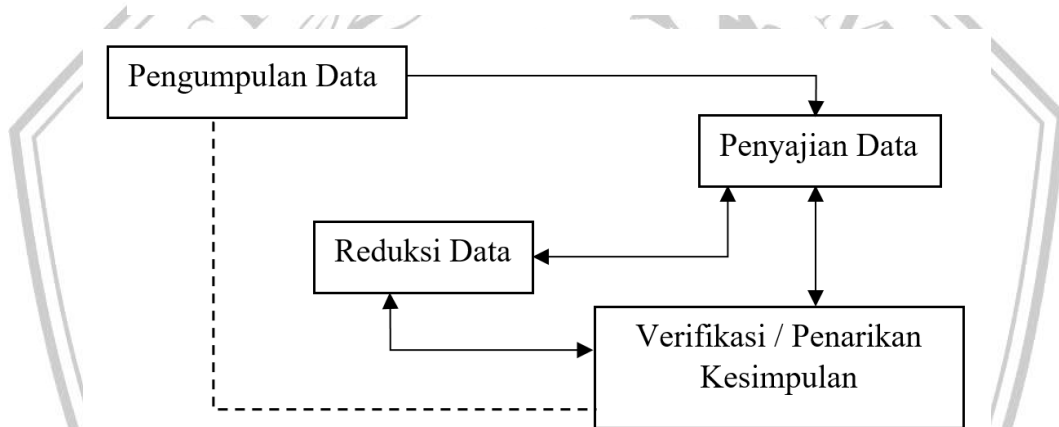 Pengumpulan Data
Penyajian Data
Reduksi Data
Verifikasi / Penarikan
Kesimpulan